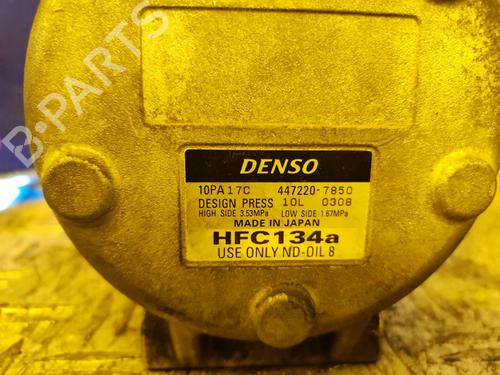 B-PARTS
DENSO
10PA17C 447220-7850
DESIGN PRESS 10L 0308
HIGH SIDE 3.53MPa LOW SIDE 1.67MPa
MADE IN JAPAN
HFC134a
USE ONLY ND-OIL 8